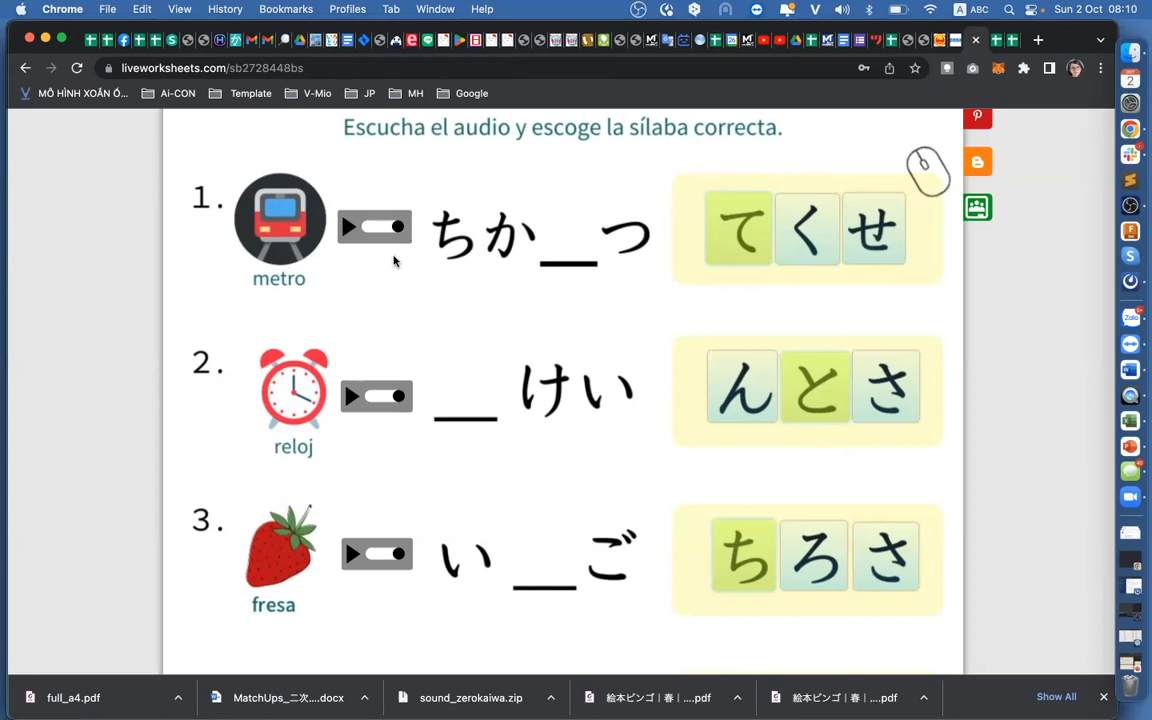 Chrome File Edit View History Bookmarks Profiles Tab Window Help ABC Sun 2 Oct 08:10
liveworksheets.com/sb2728448bs
MÔ HÌNH XOẮN Ó... Ai-CON Template V-Mio JP MH Google
Escucha el audio y escoge la sílaba correcta.
1. ちか__つ てくせ
metro
2. __けい んとさ
reloj
3. い__ご ちろさ
fresa
full_a4.pdf MatchUps_二次....docx sound_zerokaiwa.zip 絵本ビンゴ | 春 | ....pdf 絵本ビンゴ | 春 | ....pdf Show All